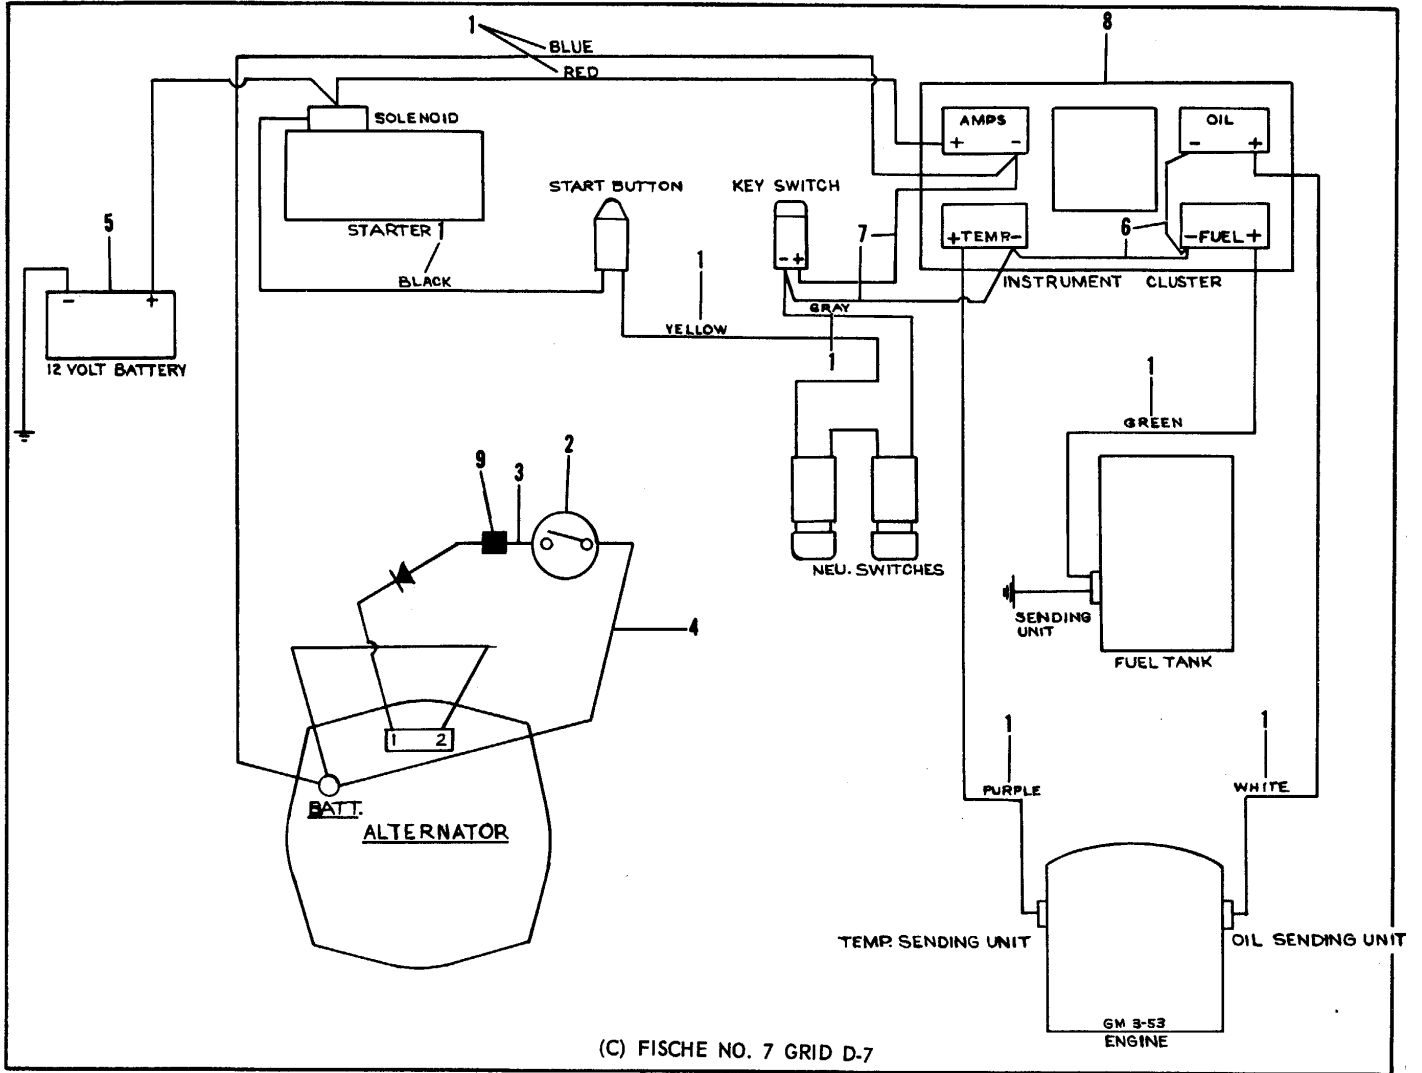 1
8
BLUE
RED
SOLENOID
AMPS
+ -
OIL
- +
START BUTTON
KEY SWITCH
- +
STARTER 1
5
7
6
+TEMP-
-FUEL+
1
BLACK
INSTRUMENT CLUSTER
- +
GRAY
YELLOW
1
12 VOLT BATTERY
1
GREEN
9
3
2
NEU. SWITCHES
SENDING
UNIT
4
FUEL TANK
1 2
1
1
PURPLE
WHITE
BATT.
ALTERNATOR
TEMP. SENDING UNIT
OIL SENDING UNIT
GM 3-53
ENGINE
(C) FISCHE NO. 7 GRID D-7